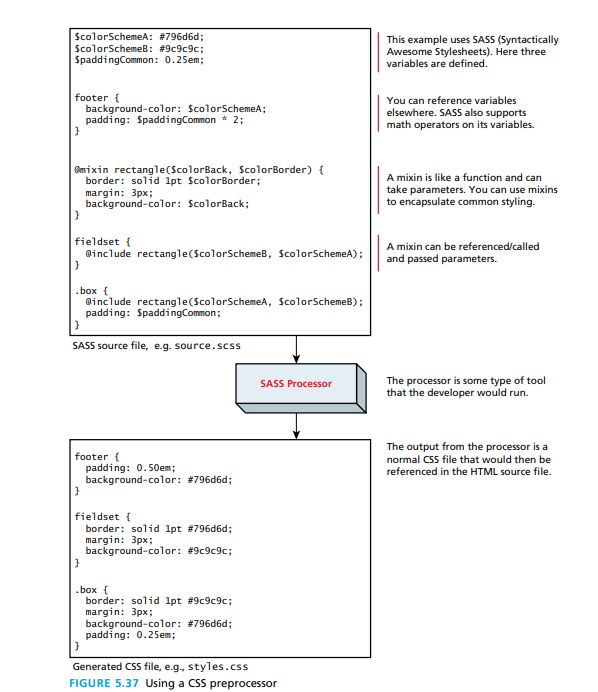 $colorSchemeA: #796d6d;
$colorSchemeB: #9c9c9c;
$paddingCommon: 0.25em;
footer {
background-color: $colorSchemeA;
padding: $paddingCommon * 2;
}
@mixin rectangle($colorBack, $colorBorder) {
border: solid 1pt $colorBorder;
margin: 3px;
background-color: $colorBack;
}
fieldset {
@include rectangle($colorSchemeB, $colorSchemeA);
}
.box {
@include rectangle($colorSchemeA, $colorSchemeB);
padding: $paddingCommon;
}
SASS source file, e.g. source.scss
This example uses SASS (Syntactically
Awesome Stylesheets). Here three
variables are defined.
You can reference variables
elsewhere. SASS also supports
math operators on its variables.
A mixin is like a function and can
take parameters. You can use mixins
to encapsulate common styling.
A mixin can be referenced/called
and passed parameters.
SASS Processor
The processor is some type of tool
that the developer would run.
footer {
padding: 0.50em;
background-color: #796d6d;
}
fieldset {
border: solid 1pt #796d6d;
margin: 3px;
background-color: #9c9c9c;
}
.box {
border: solid 1pt #9c9c9c;
margin: 3px;
background-color: #796d6d;
padding: 0.25em;
}
The output from the processor is a
normal CSS file that would then be
referenced in the HTML source file.
Generated CSS file, e.g., styles.css
FIGURE 5.37 Using a CSS preprocessor